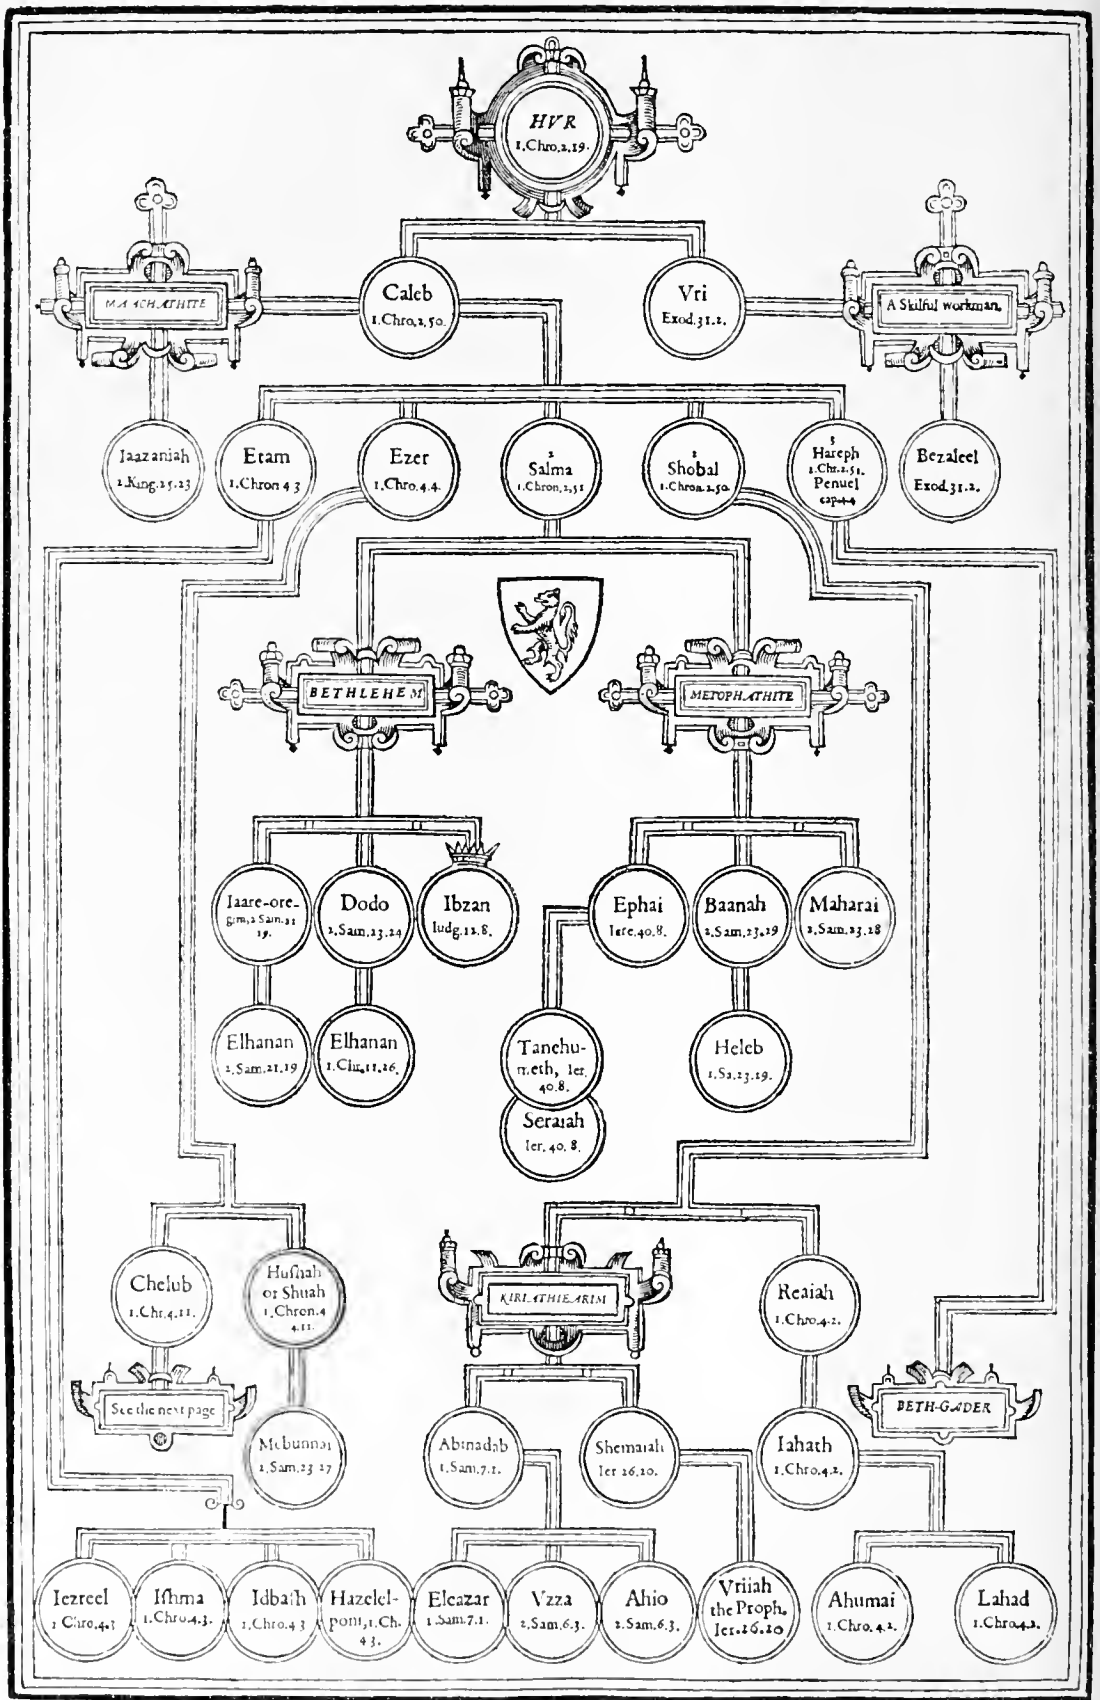 HVR
1.Chro,2,19.
MAACHATHITE
Caleb
1.Chro,2,50.
Vri
Exod.31.2.
A Skilful workman.
Iaazaniah
2.King.25.23
Etam
1.Chron 4 3
Ezer
1.Chro.4.4.
2
Salma
1.Chron,2,51
Shobal
1.Chron.2.50.
3
Hareph
1.Chr.2.51.
Penuel
cap.4.4
Bezaleel
Exod.31.2.
BETHLEHEM
METOPHATHITE
Iaare-ore-
gim,2 Sam.21
19.
Dodo
2.Sam.23.24
Ibzan
Iudg.12.8.
Ephai
Iere.40.8.
Baanah
2.Sam,23.29
Maharai
2.Sam.23.28
Elhanan
2.Sam.21.19
Elhanan
1.Chr.11.26.
Tanchu-
meth, Ier.
40.8.
Seraiah
Ier. 40. 8.
Heleb
1.Sa.23.29.
Chelub
1.Chr.4.11.
Huſhah
or Shuah
1.Chron.4
4.11.
KIRIATHIEARIM
Reaiah
1.Chro.4.2.
See the next page
BETH-GADER
Mebunnai
2.Sam.23 27
Abinadab
1.Sam.7.1.
Shemaiah
Ier 26.20.
Iahath
1.Chro.4.2.
Iezreel
1 Chro.4.3
Iſhma
1.Chro.4.3.
Idbaſh
1.Chro.4 3
Hazelel-
poni,1.Ch.
4 3.
Eleazar
1.Sam.7.1.
Vzza
2.Sam.6.3.
Ahio
2.Sam.6.3.
Vriiah
the Proph.
Ier.26.20
Ahumai
1.Chro. 4.2.
Lahad
1.Chro.4.2.